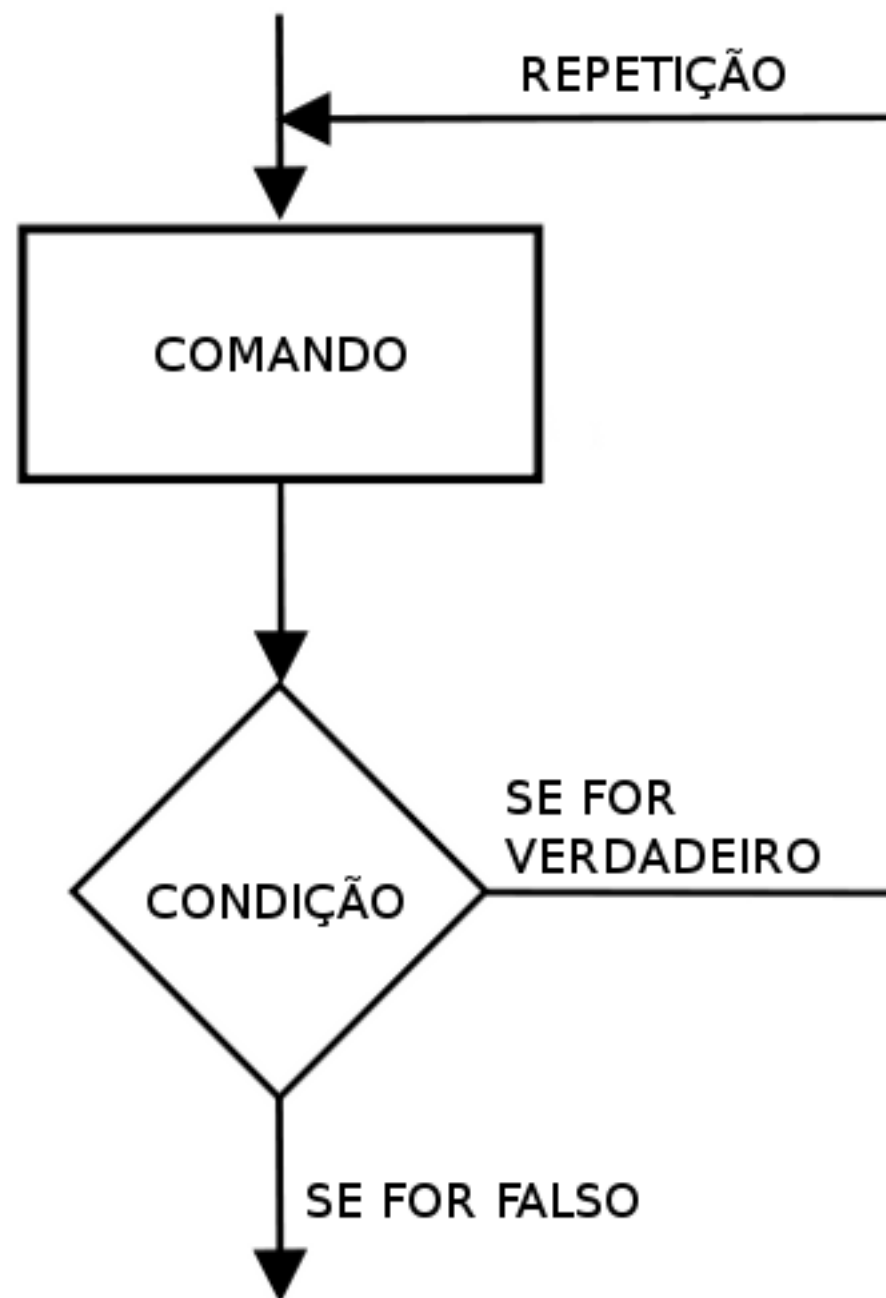 REPETIÇÃO
COMANDO
SE FOR
VERDADEIRO
CONDIÇÃO
SE FOR FALSO